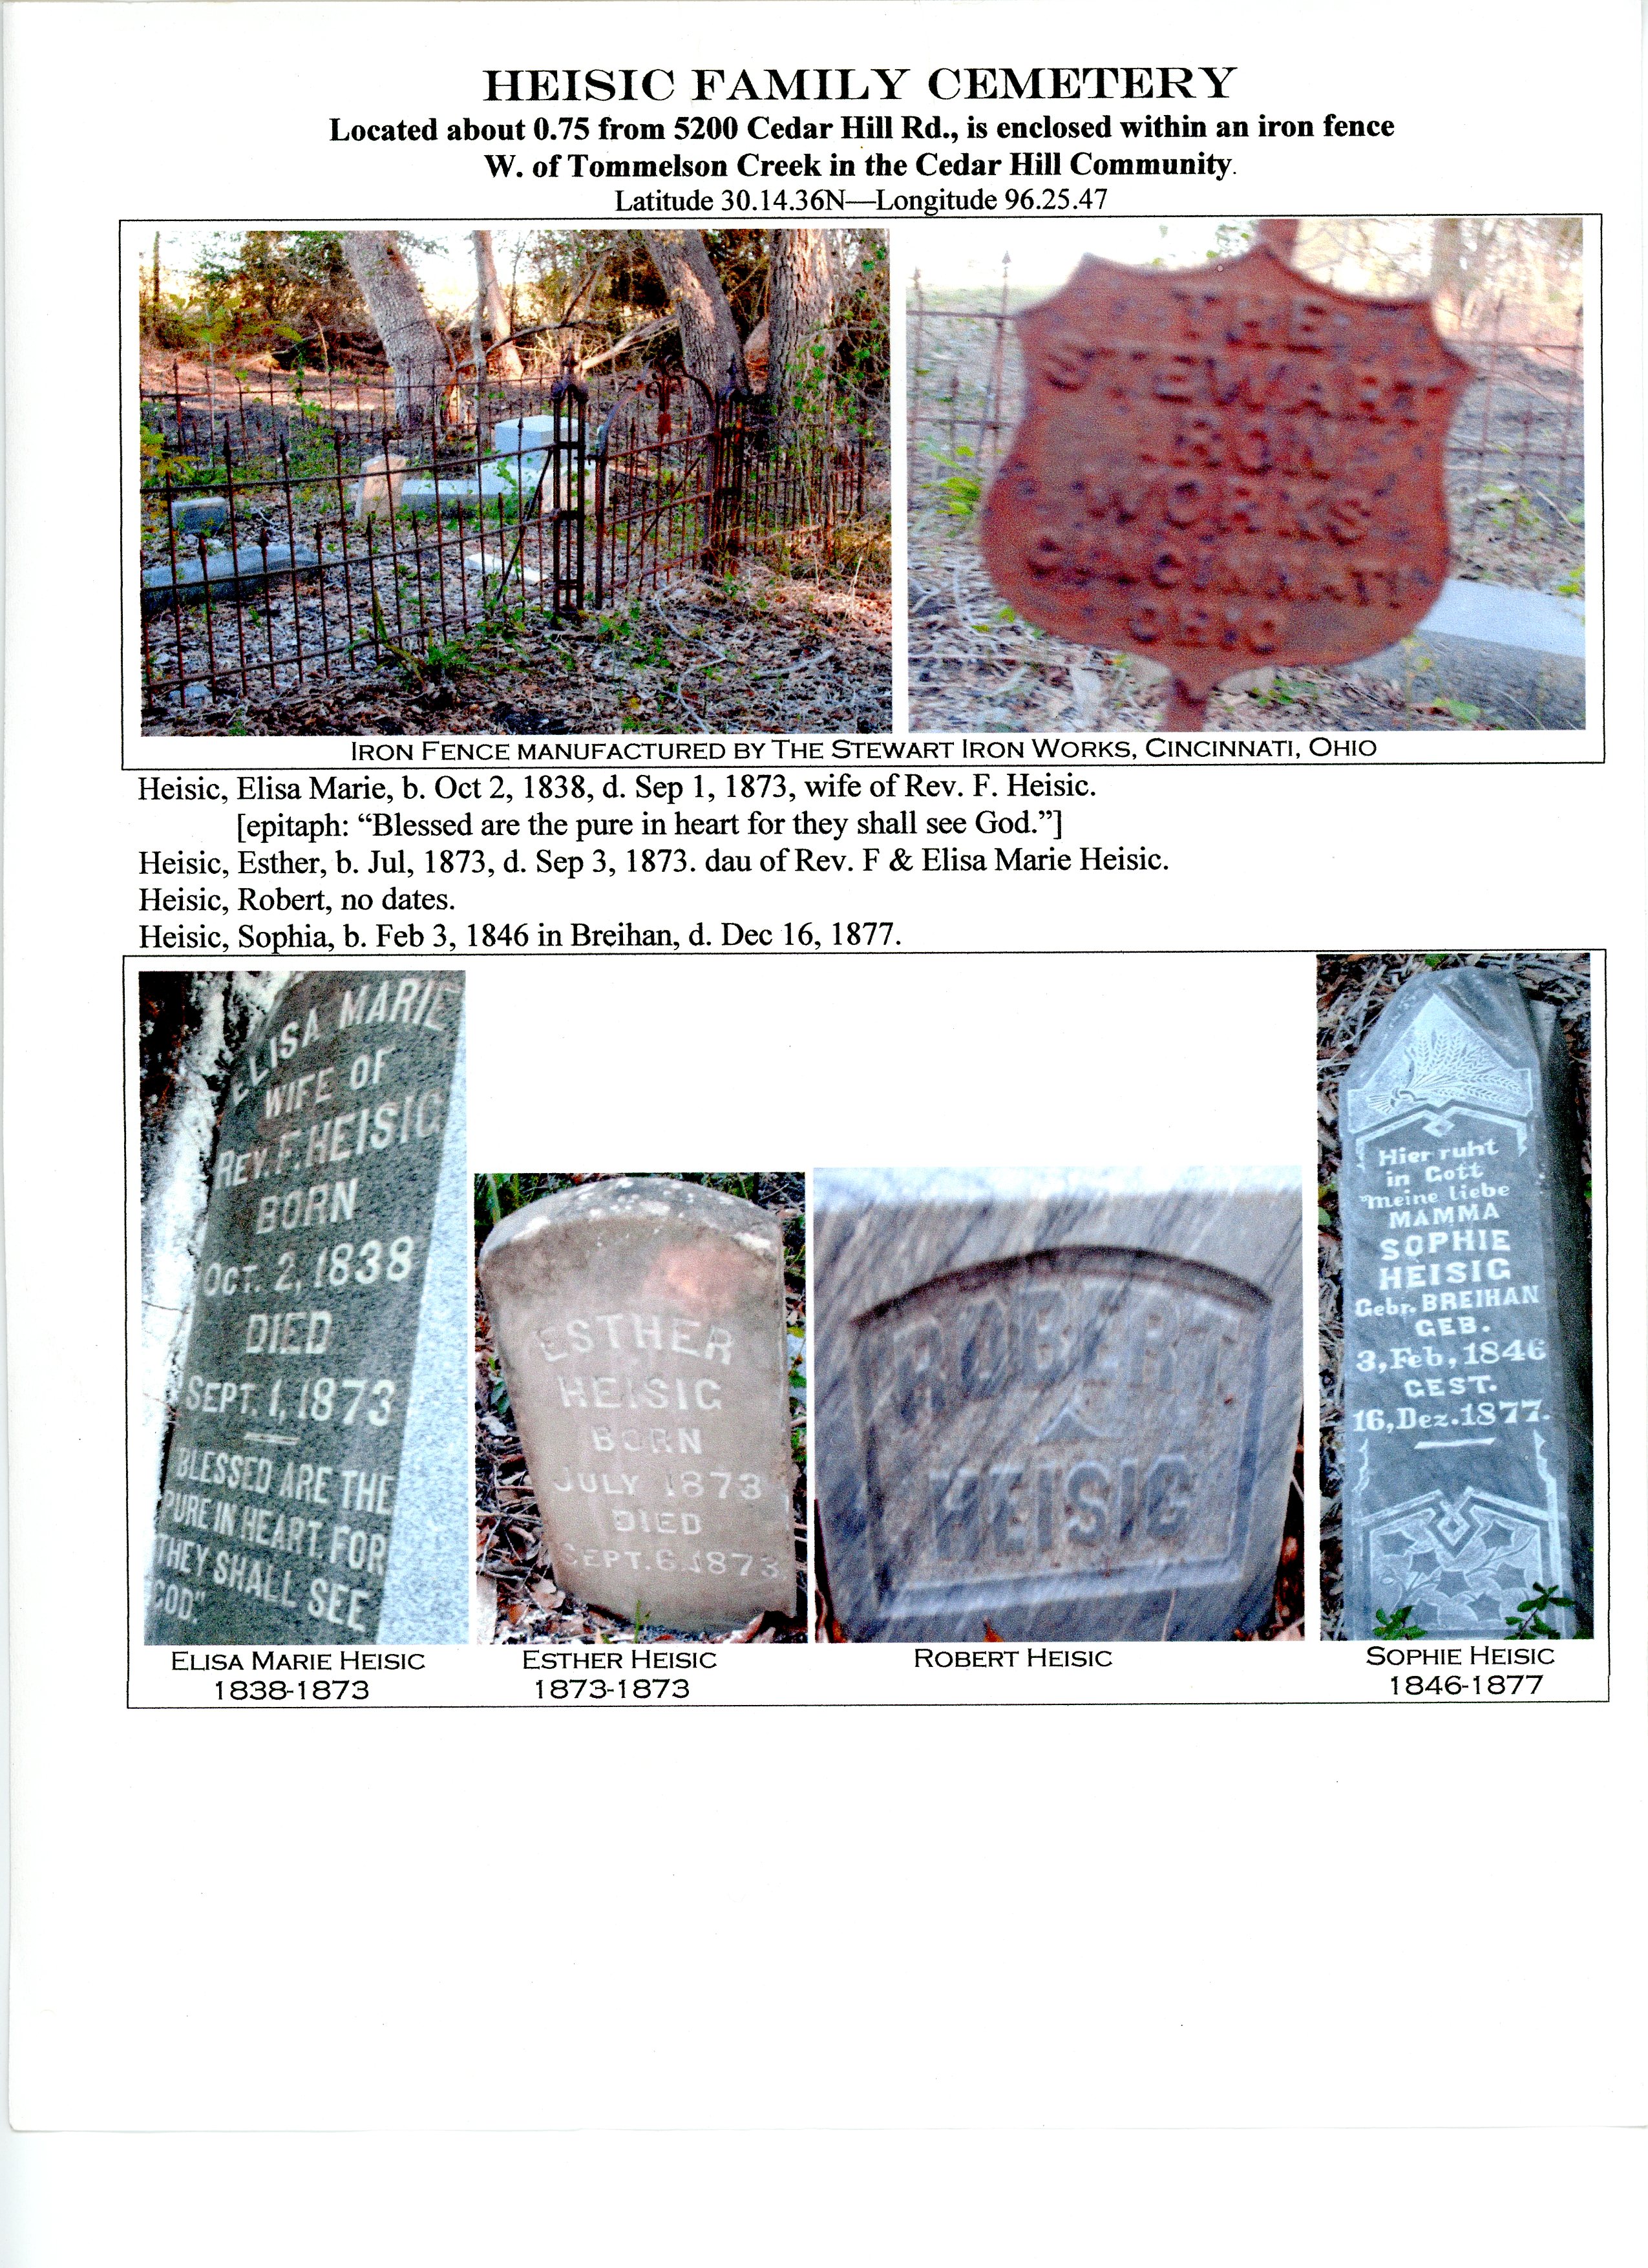 HEISIC FAMILY CEMETERY
Located about 0.75 from 5200 Cedar Hill Rd., is enclosed within an iron fence
W. of Tommelson Creek in the Cedar Hill Community.
Latitude 30.14.36N—Longitude 96.25.47
THE
STEWART
IRON
WORKS
CINCINNATI
OHIO
IRON FENCE MANUFACTURED BY THE STEWART IRON WORKS, CINCINNATI, OHIO
Heisic, Elisa Marie, b. Oct 2, 1838, d. Sep 1, 1873, wife of Rev. F. Heisic.
[epitaph: “Blessed are the pure in heart for they shall see God.”]
Heisic, Esther, b. Jul, 1873, d. Sep 3, 1873. dau of Rev. F & Elisa Marie Heisic.
Heisic, Robert, no dates.
Heisic, Sophia, b. Feb 3, 1846 in Breihan, d. Dec 16, 1877.
ELISA MARIE
WIFE OF
REV. F. HEISIG
BORN
OCT. 2, 1838
DIED
SEPT. 1, 1873
BLESSED ARE THE
PURE IN HEART. FOR
THEY SHALL SEE
GOD."
ESTHER
HEISIG
BORN
JULY 1873
DIED
SEPT. 6. 1873
ROBERT
HEISIG
Hier ruht
in Gott
meine liebe
MAMMA
SOPHIE
HEISIG
Gebr. BREIHAN
GEB.
3, Feb, 1846
GEST.
16, Dez. 1877.
ELISA MARIE HEISIC
1838-1873
ESTHER HEISIC
1873-1873
ROBERT HEISIC
SOPHIE HEISIC
1846-1877